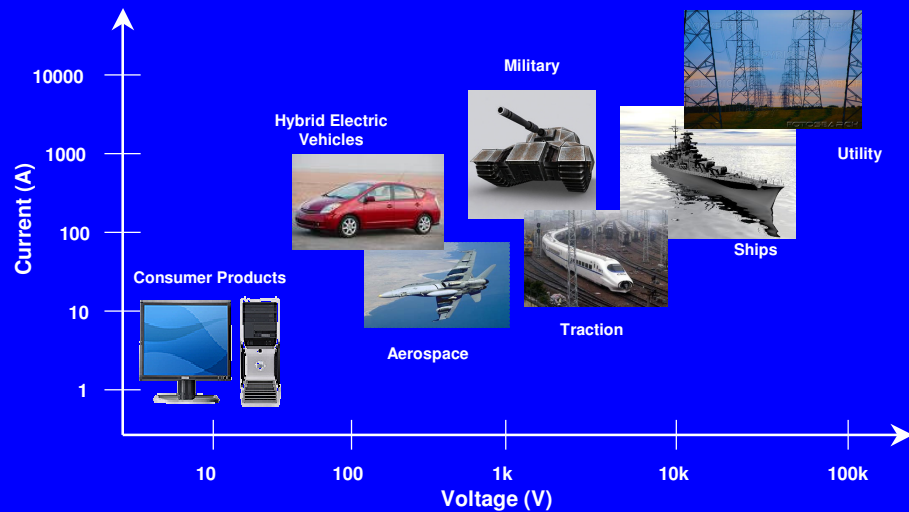 Military
10000
Hybrid Electric
Vehicles
1000
Utility
Current (A)
100
Ships
Consumer Products
10
Traction
Aerospace
1
10
100
1k
10k
100k
Voltage (V)
FOTOSEARCH